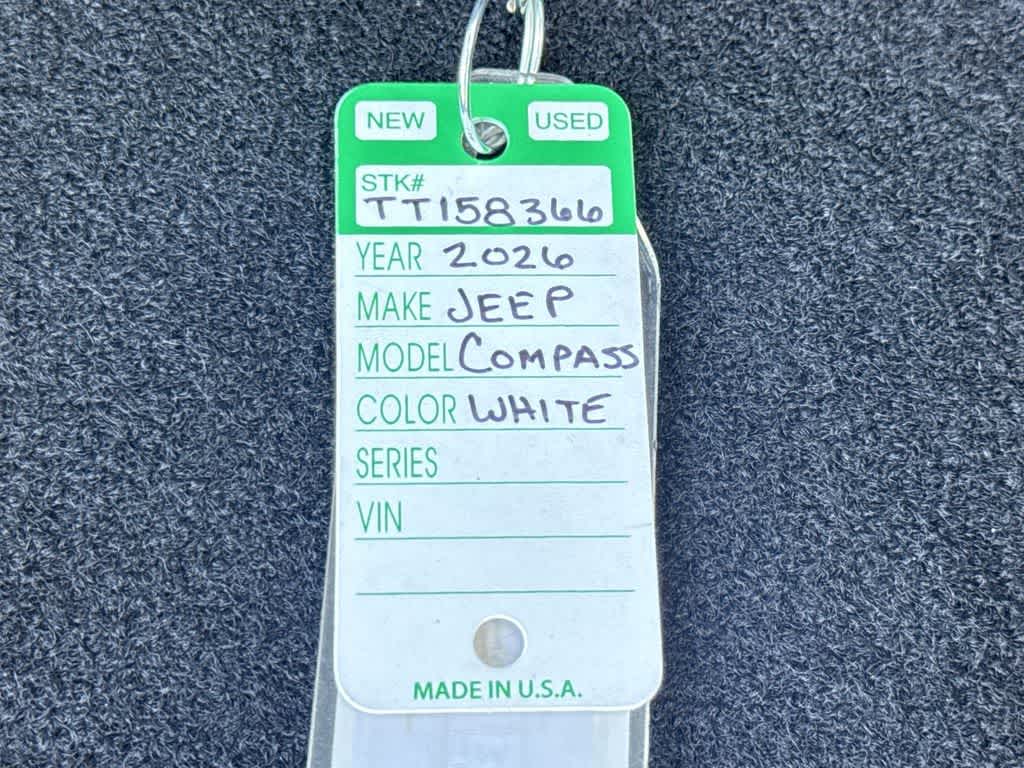 NEW USED
STK#
TT158366
YEAR 2026
MAKE JEEP
MODEL COMPASS
COLOR WHITE
SERIES
VIN
MADE IN U.S.A.